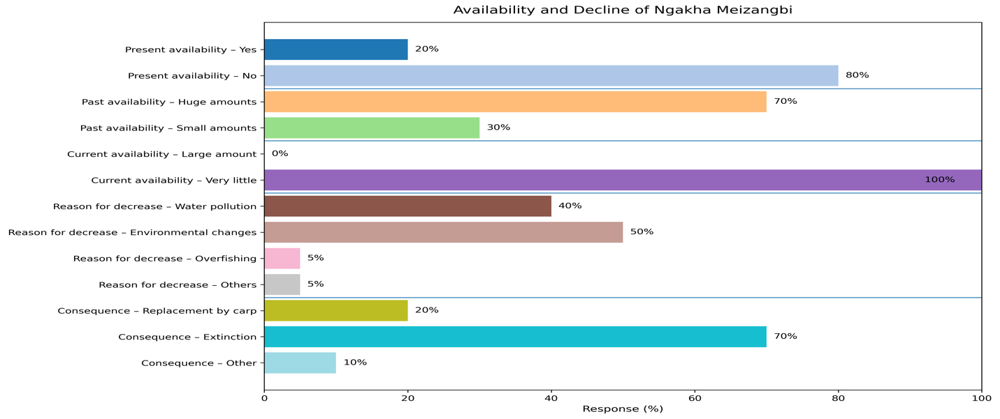 Availability and Decline of Ngakha Meizangbi
Present availability – Yes 20%
Present availability – No 80%
Past availability – Huge amounts 70%
Past availability – Small amounts 30%
Current availability – Large amount 0%
Current availability – Very little 100%
Reason for decrease – Water pollution 40%
Reason for decrease – Environmental changes 50%
Reason for decrease – Overfishing 5%
Reason for decrease – Others 5%
Consequence – Replacement by carp 20%
Consequence – Extinction 70%
Consequence – Other 10%
0 20 40 60 80 100
Response (%)